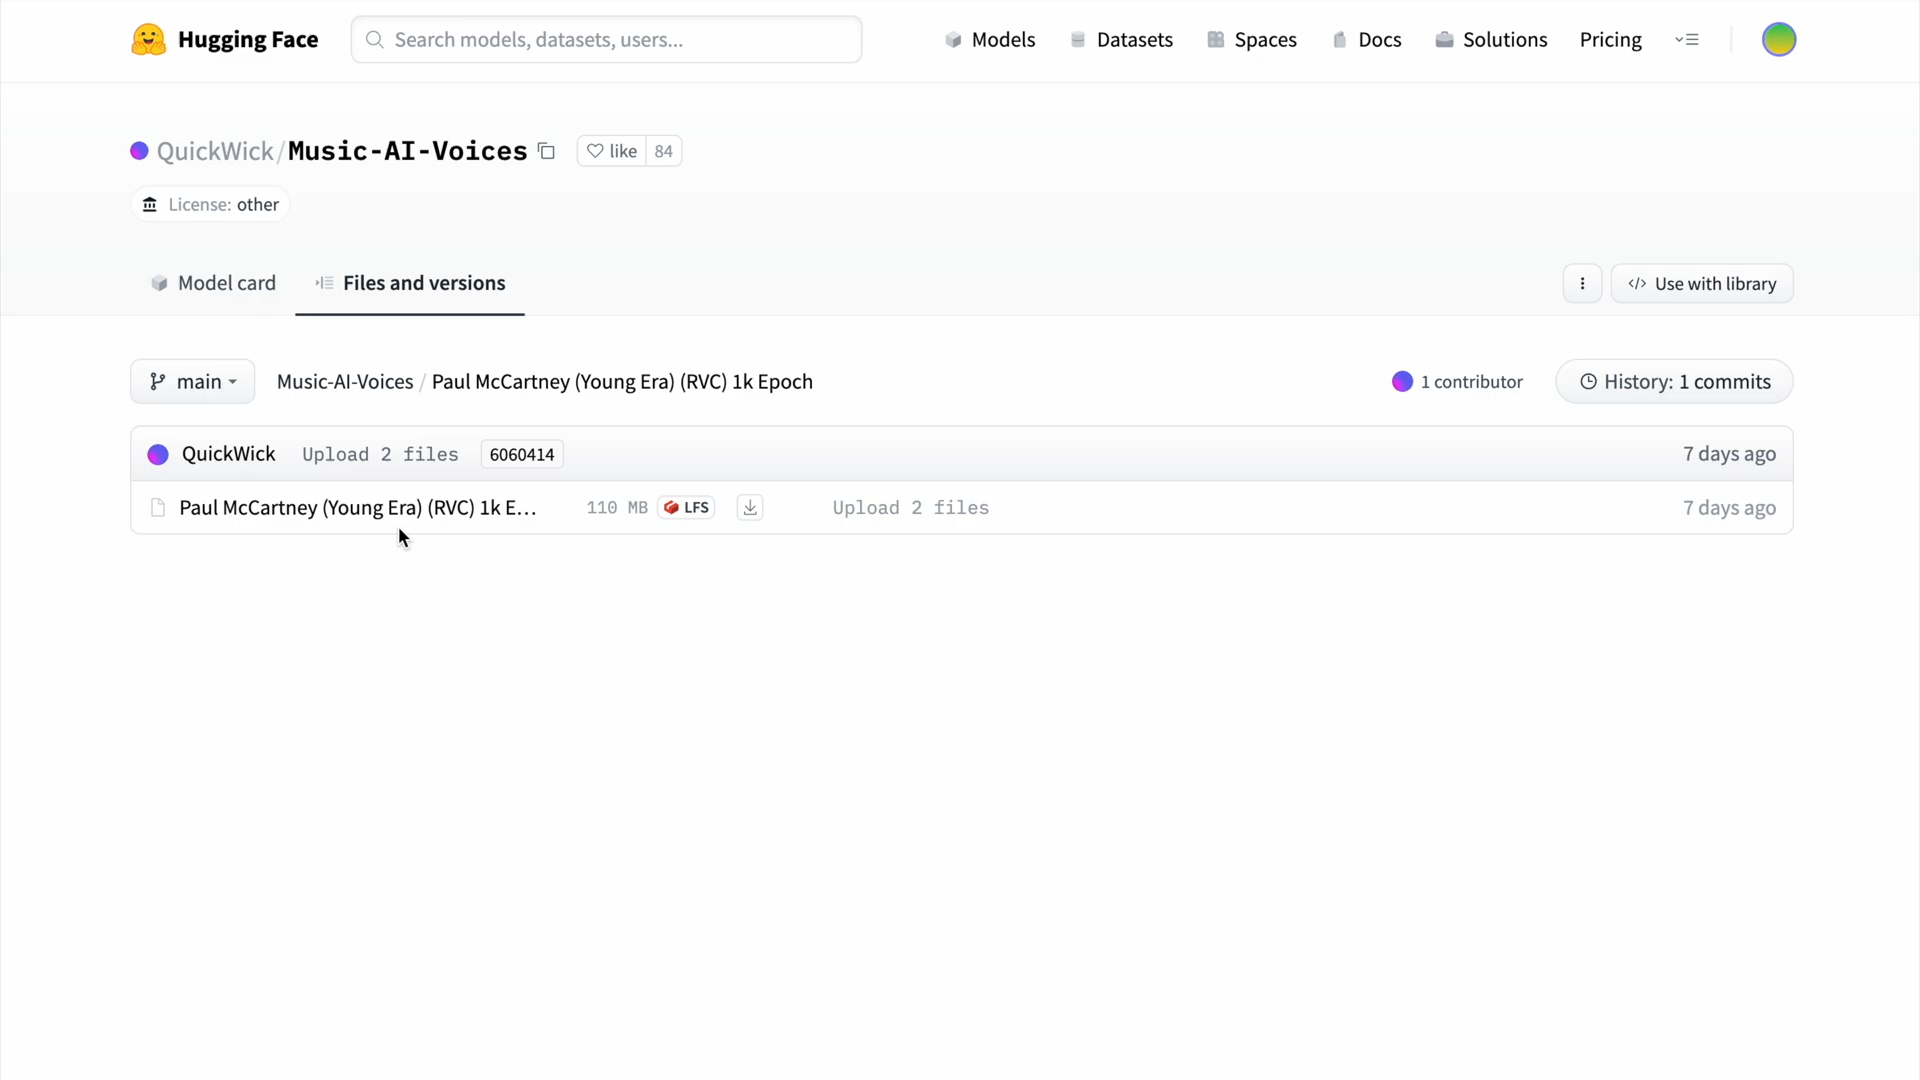 Hugging Face Search models, datasets, users... Models Datasets Spaces Docs Solutions Pricing
QuickWick/Music-AI-Voices like 84
License: other
Model card Files and versions Use with library
main Music-AI-Voices / Paul McCartney (Young Era) (RVC) 1k Epoch 1 contributor History: 1 commits
QuickWick Upload 2 files 6060414 7 days ago
Paul McCartney (Young Era) (RVC) 1k E... 110 MB LFS Upload 2 files 7 days ago